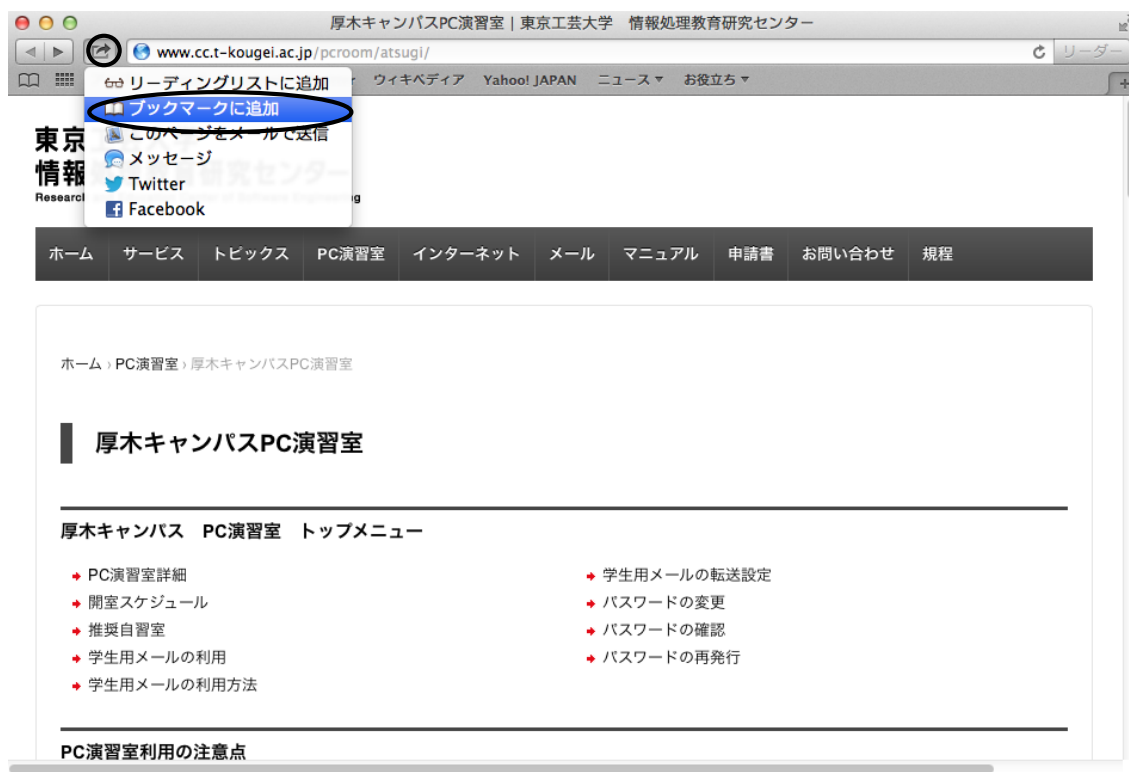 厚木キャンパスPC演習室 | 東京工芸大学 情報処理教育研究センター
www.cc.t-kougei.ac.jp/pcroom/atsugi/
リーダー
ウィキペディア Yahoo! JAPAN ニュース▼ お役立ち▼
リーディングリストに追加
ブックマークに追加
このページをメールで送信
メッセージ
Twitter
Facebook
東京
情報
Research
ホーム サービス トピックス PC演習室 インターネット メール マニュアル 申請書 お問い合わせ 規程
ホーム › PC演習室 › 厚木キャンパスPC演習室
厚木キャンパスPC演習室
厚木キャンパス PC演習室 トップメニュー
PC演習室詳細
開室スケジュール
推奨自習室
学生用メールの利用
学生用メールの利用方法
学生用メールの転送設定
パスワードの変更
パスワードの確認
パスワードの再発行
PC演習室利用の注意点